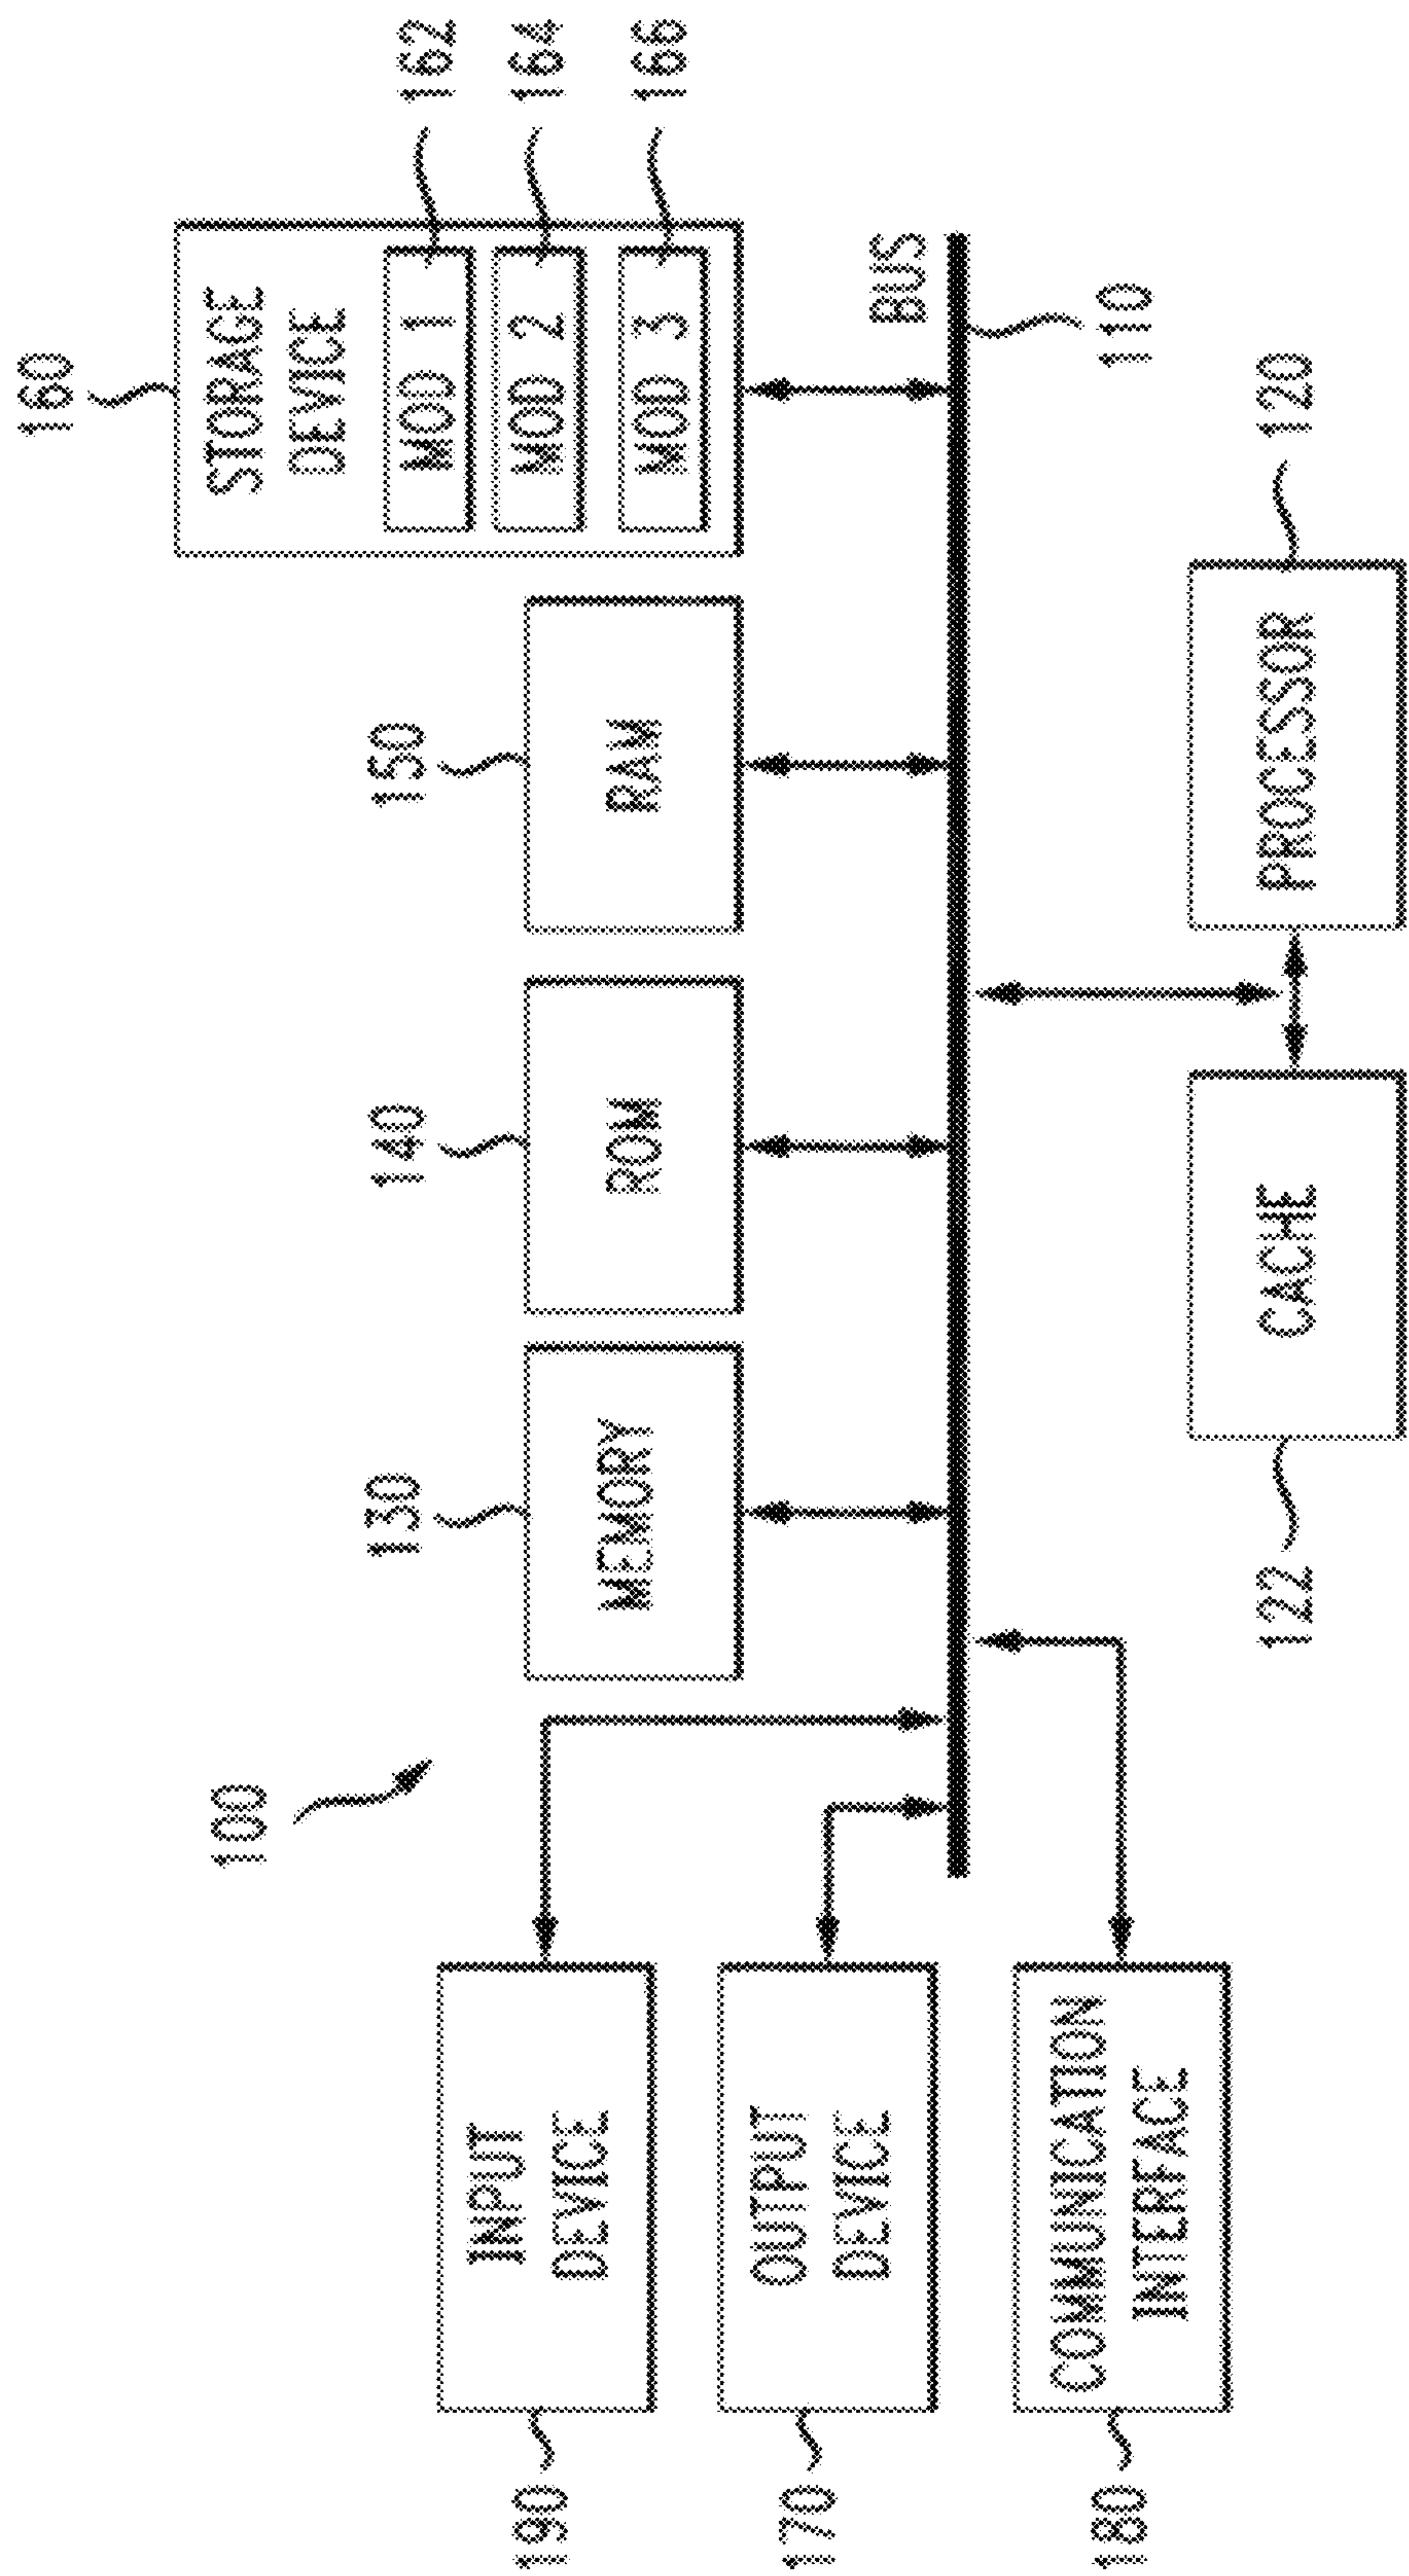 160
STORAGE
DEVICE
MOD 1
162
MOD 2
164
MOD 3
166
150
RAM
140
ROM
130
MEMORY
100
190
INPUT
DEVICE
170
OUTPUT
DEVICE
180
COMMUNICATION
INTERFACE
BUS
110
122
CACHE
PROCESSOR
120